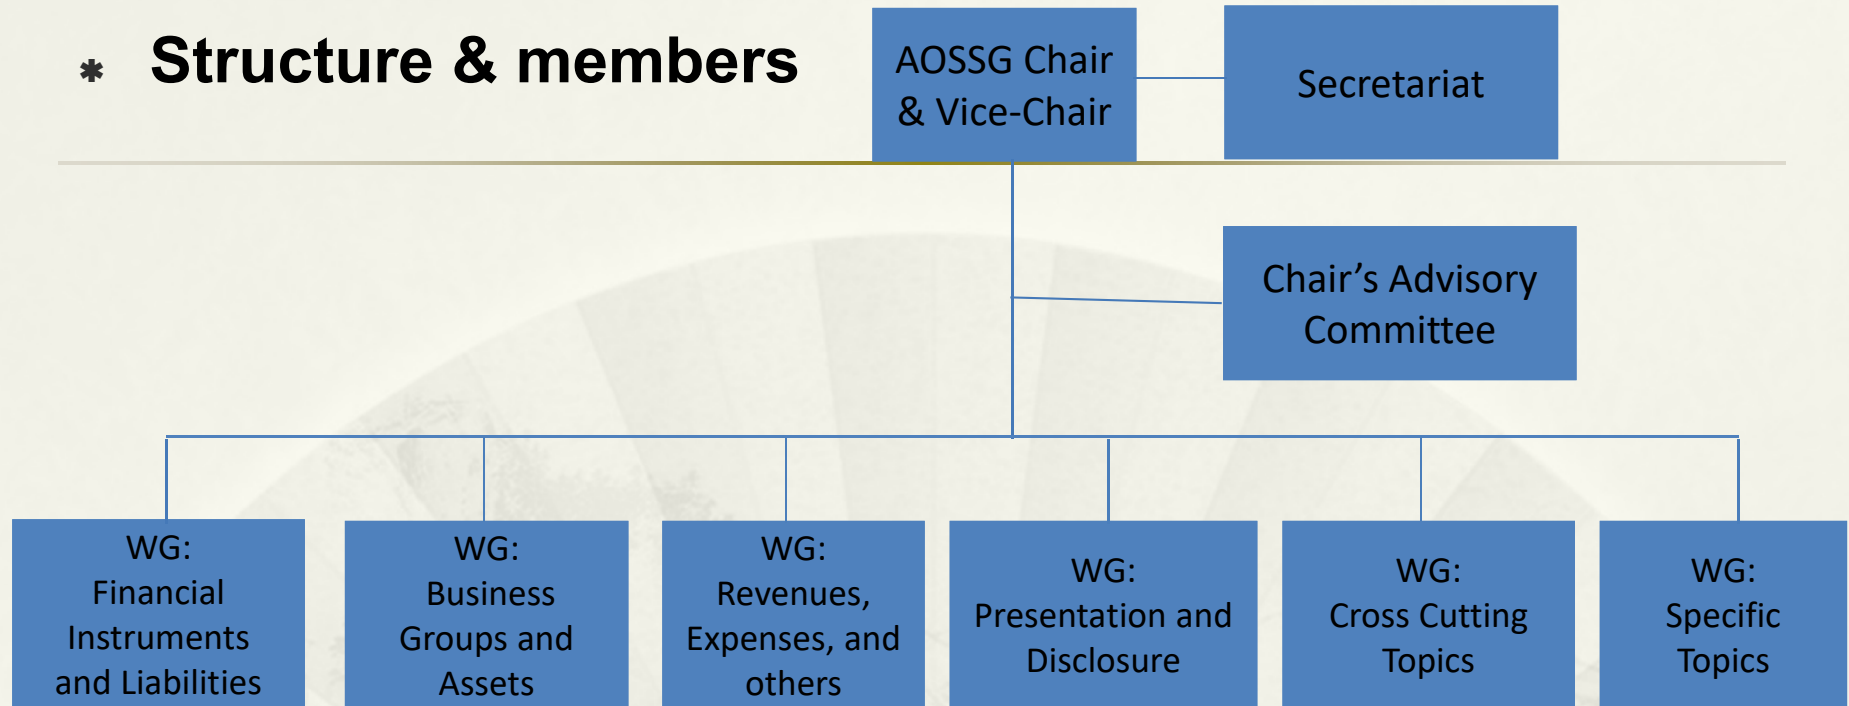 * Structure & members
AOSSG Chair
& Vice-Chair
Secretariat
Chair’s Advisory
Committee
WG:
Financial
Instruments
and Liabilities
WG:
Business
Groups and
Assets
WG:
Revenues,
Expenses, and
others
WG:
Presentation and
Disclosure
WG:
Cross Cutting
Topics
WG:
Specific
Topics